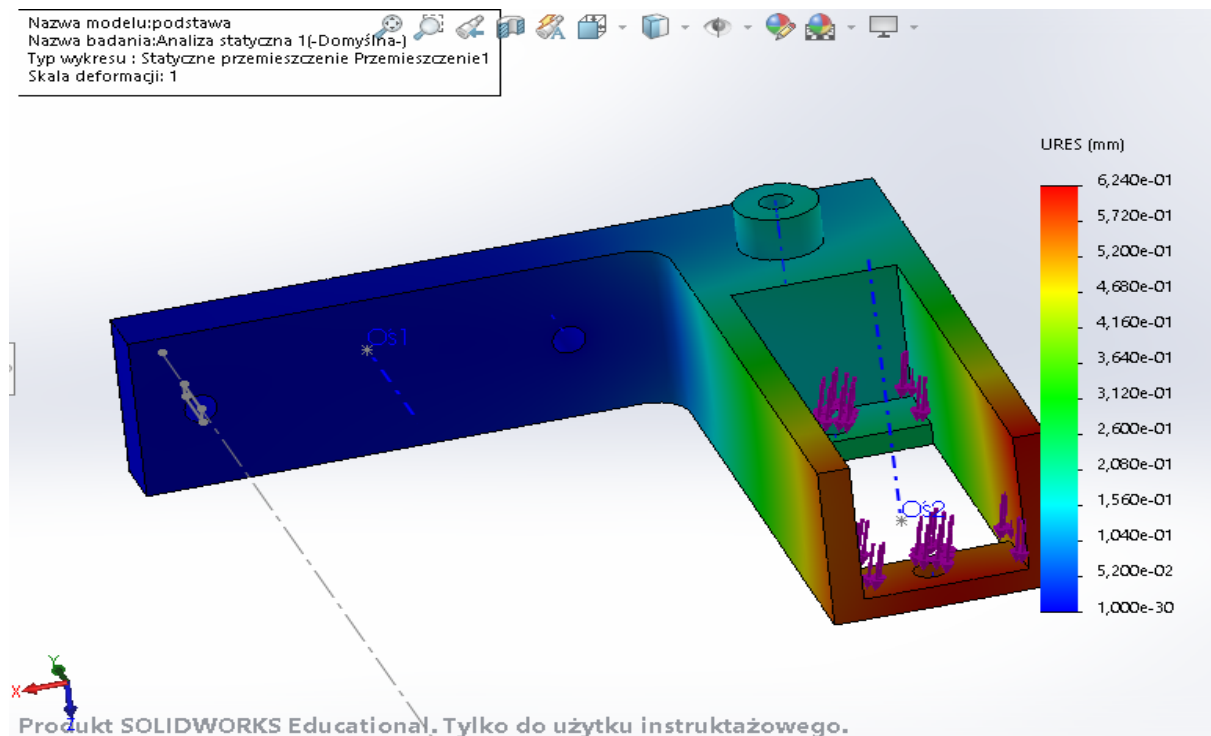 Nazwa modelu:podstawa
Nazwa badania:Analiza statyczna 1(-Domyślna-)
Typ wykresu : Statyczne przemieszczenie Przemieszczenie1
Skala deformacji: 1
URES (mm)
6,240e-01
5,720e-01
5,200e-01
4,680e-01
4,160e-01
3,640e-01
3,120e-01
2,600e-01
2,080e-01
1,560e-01
1,040e-01
5,200e-02
1,000e-30
Oś1
Oś2
Y
X
Z
Produkt SOLIDWORKS Educational. Tylko do użytku instruktażowego.